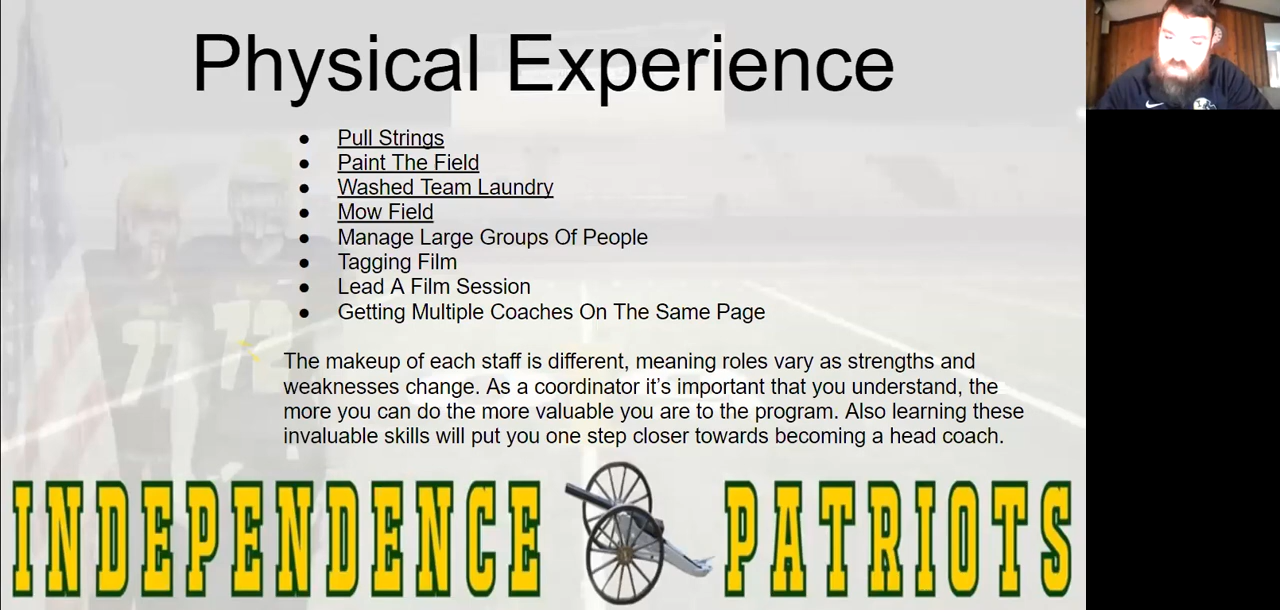 Physical Experience
● Pull Strings
● Paint The Field
● Washed Team Laundry
● Mow Field
● Manage Large Groups Of People
● Tagging Film
● Lead A Film Session
● Getting Multiple Coaches On The Same Page
The makeup of each staff is different, meaning roles vary as strengths and
weaknesses change. As a coordinator it’s important that you understand, the
more you can do the more valuable you are to the program. Also learning these
invaluable skills will put you one step closer towards becoming a head coach.
INDEPENDENCE PATRIOTS